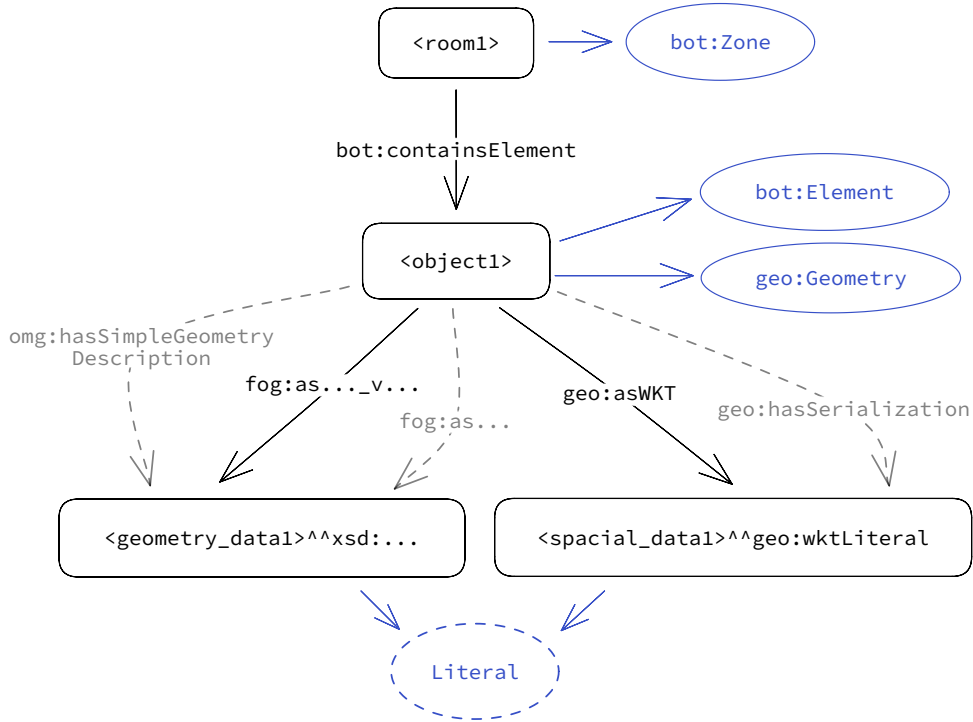 <room1>
bot:Zone
bot:containsElement
bot:Element
<object1>
geo:Geometry
omg:hasSimpleGeometry
Description
fog:as..._v...
geo:asWKT
fog:as...
geo:hasSerialization
<geometry_data1>^^xsd:...
<spacial_data1>^^geo:wktLiteral
Literal